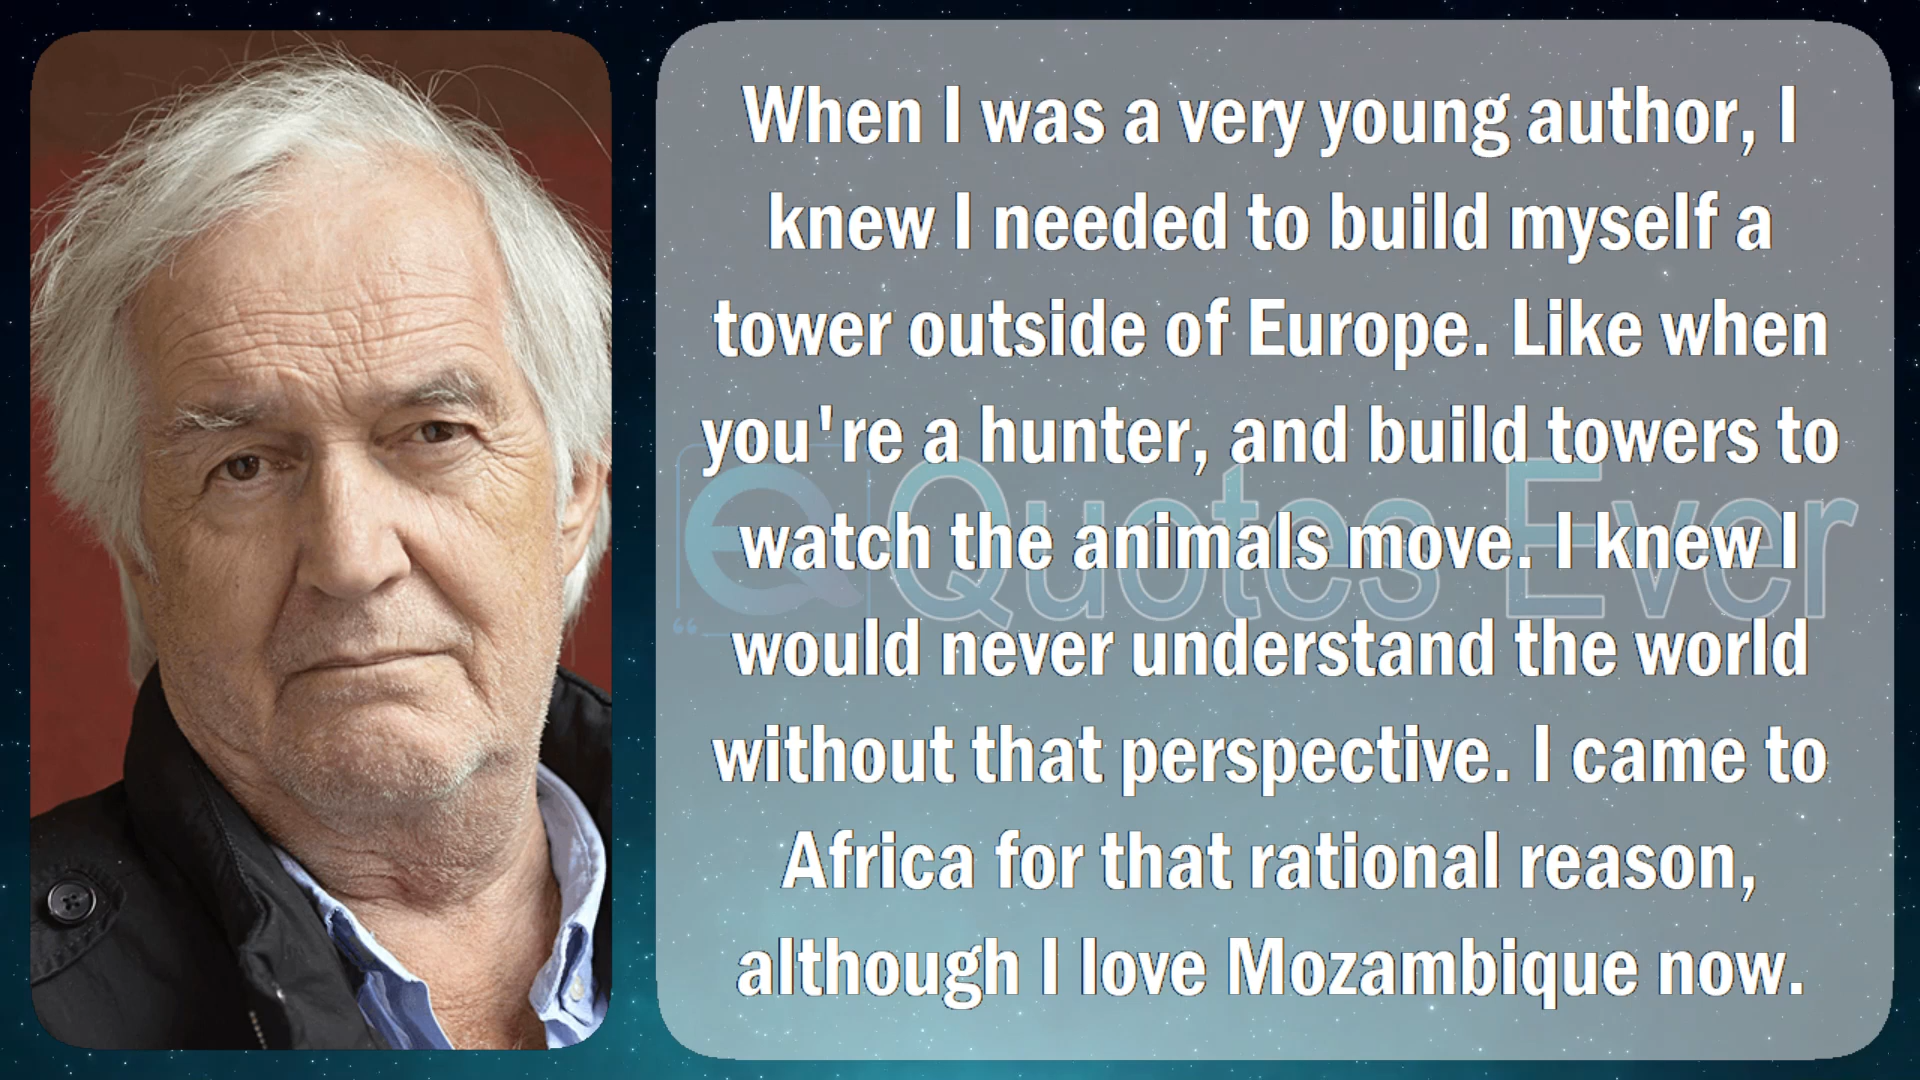 When I was a very young author, I
knew I needed to build myself a
tower outside of Europe. Like when
you're a hunter, and build towers to
watch the animals move. I knew I
would never understand the world
without that perspective. I came to
Africa for that rational reason,
although I love Mozambique now.
Quotes Ever